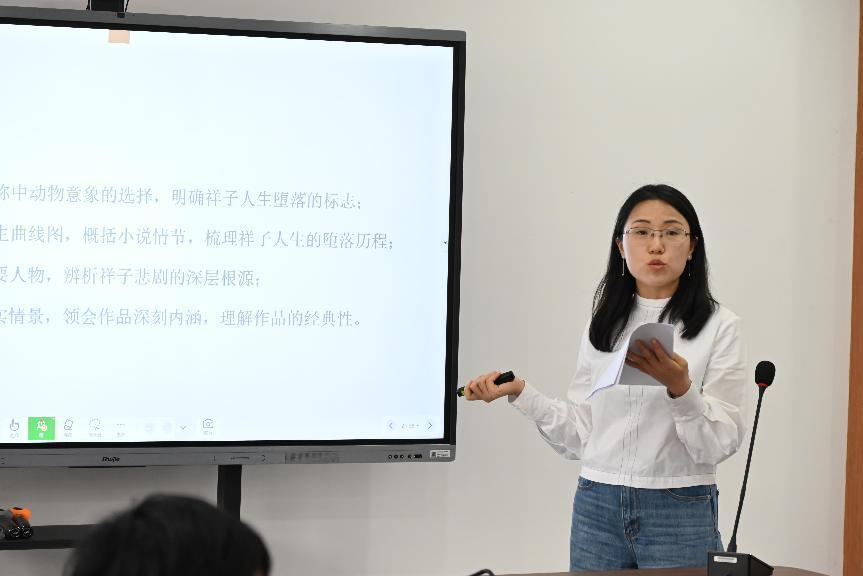 你中动物意象的选择，明确祥子人生堕落的标志；
生曲线图，概括小说情节，梳理祥子人生的堕落历程；
要人物，辨析祥子悲剧的深层根源；
实情景，领会作品深刻内涵，理解作品的经典性。
Ruijie